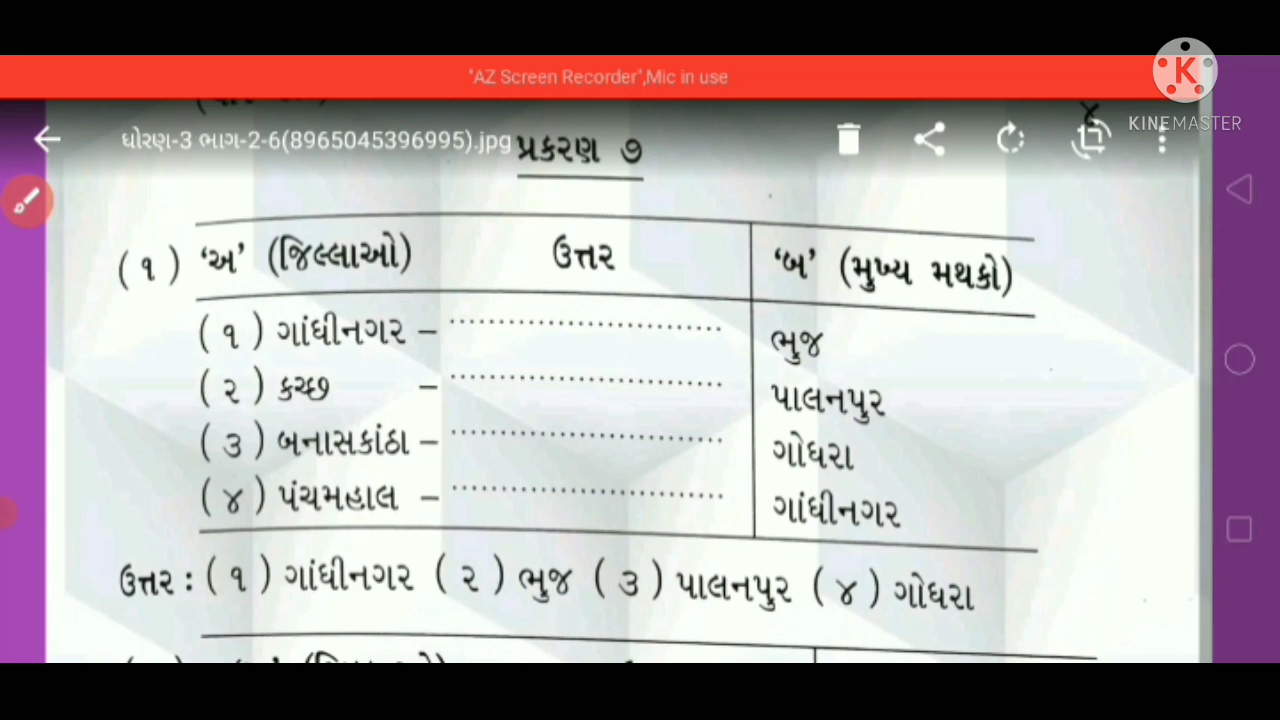 "AZ Screen Recorder",Mic in use
KINEMASTER
ધોરણ-3 ભાગ-2-6(8965045396995).jpg
પ્રકરણ ૭
(૧) ‘અ’ (જિલ્લાઓ) ઉત્તર ‘બ’ (મુખ્ય મથકો)
(૧) ગાંધીનગર – .............................. ભુજ
(૨) કચ્છ – .............................. પાલનપુર
(૩) બનાસકાંઠા – .............................. ગોધરા
(૪) પંચમહાલ – .............................. ગાંધીનગર
ઉત્તર : (૧) ગાંધીનગર (૨) ભુજ (૩) પાલનપુર (૪) ગોધરા